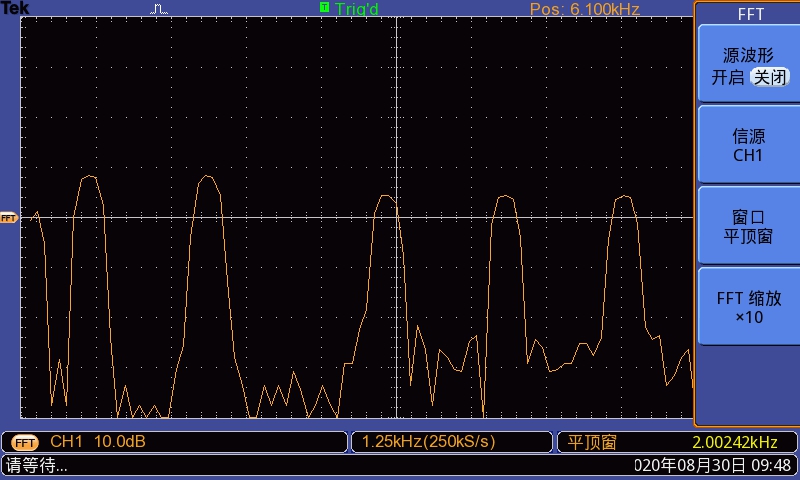 Tek
Trig'd
Pos: 6.100kHz
FFT
源波形
开启 关闭
信源
CH1
窗口
平顶窗
FFT 缩放
×10
FFT
FFT CH1 10.0dB
1.25kHz(250kS/s)
平顶窗 2.00242kHz
请等待...
020年08月30日 09:48